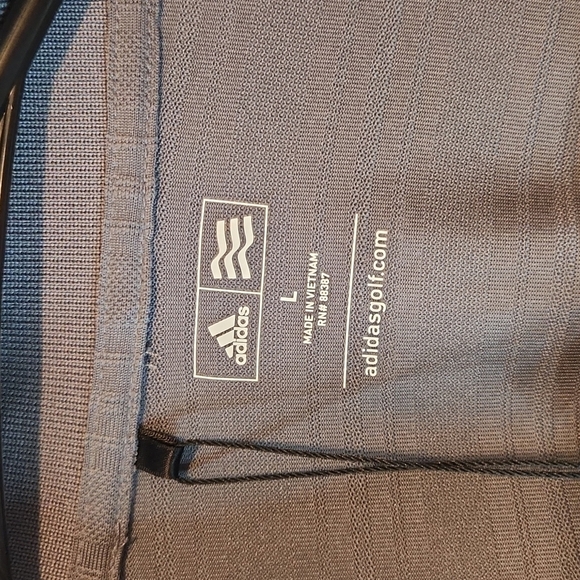 adidas
L
MADE IN VIETNAM
RN# 88387
adidasgolf.com